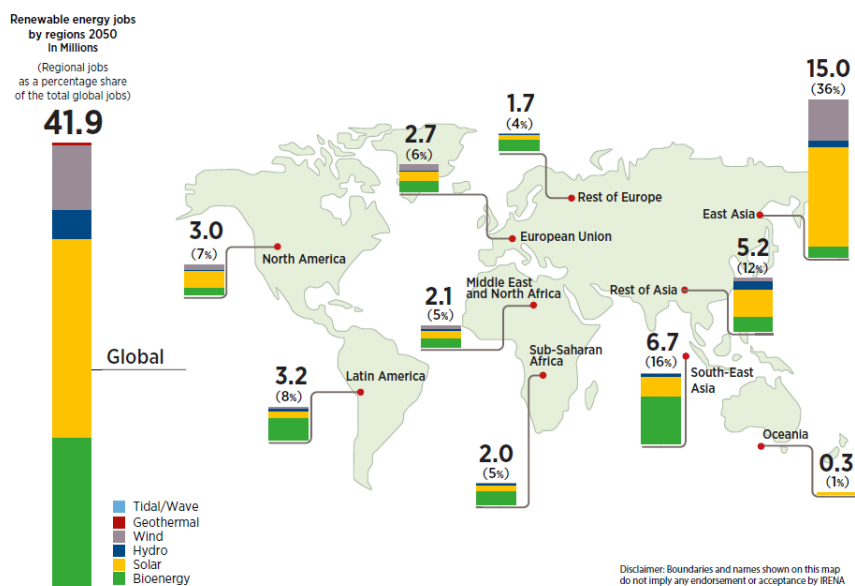 Renewable energy jobs
by regions 2050
In Millions
(Regional jobs
as a percentage share
of the total global jobs)
41.9
Global
Tidal/Wave
Geothermal
Wind
Hydro
Solar
Bioenergy
3.0
(7%)
North America
2.7
(6%)
European Union
1.7
(4%)
Rest of Europe
15.0
(36%)
East Asia
5.2
(12%)
Rest of Asia
2.1
(5%)
Middle East
and North Africa
3.2
(8%)
Latin America
2.0
(5%)
Sub-Saharan
Africa
6.7
(16%)
South-East
Asia
Oceania
0.3
(1%)
Disclaimer: Boundaries and names shown on this map
do not imply any endorsement or acceptance by IRENA